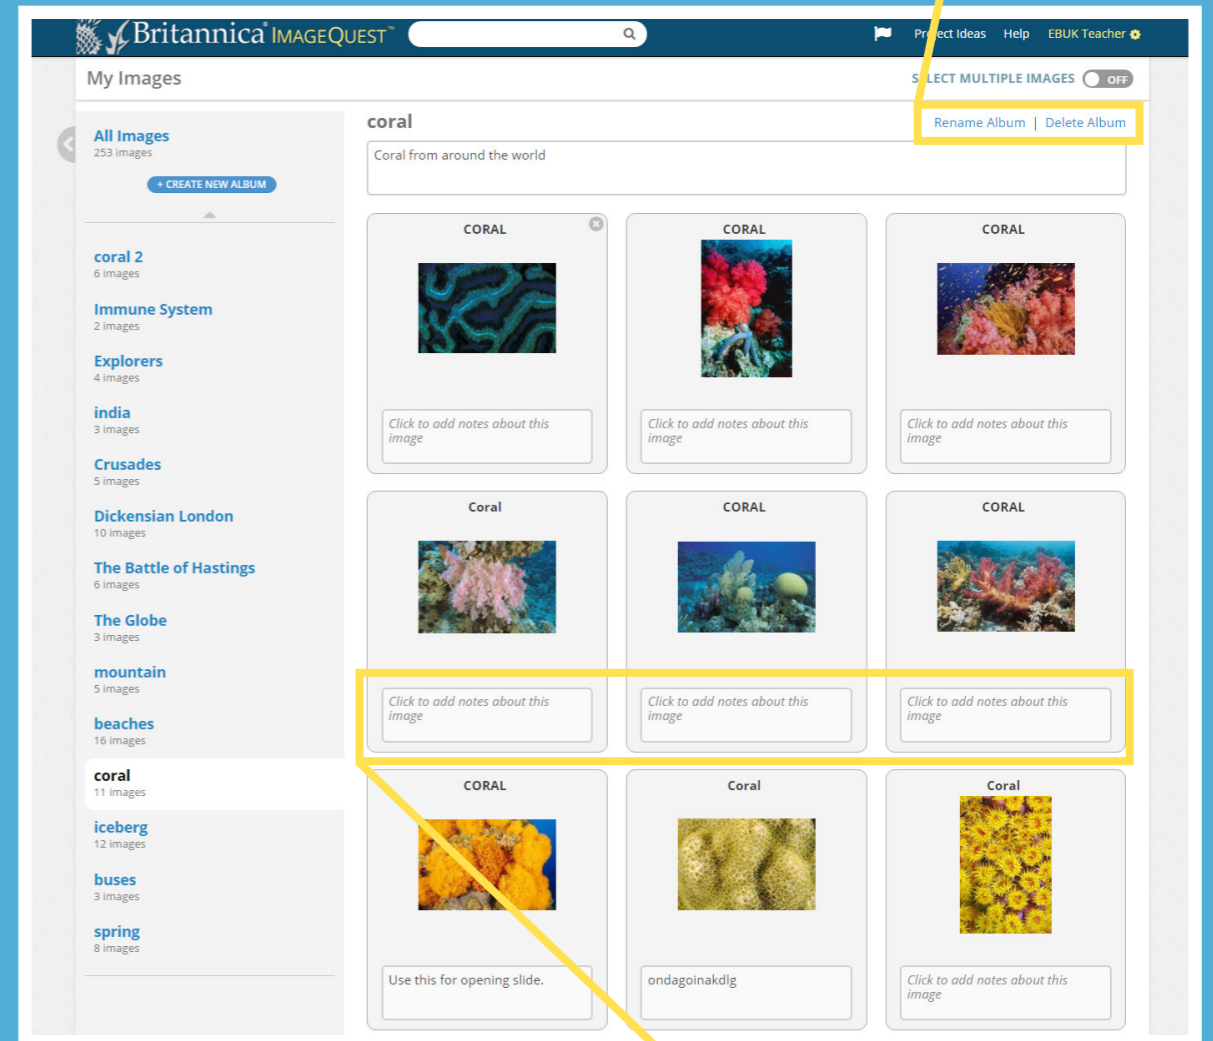 Britannica IMAGEQUEST™
Project Ideas Help EBUK Teacher
My Images
SELECT MULTIPLE IMAGES OFF
All Images
253 images
+ CREATE NEW ALBUM
coral 2
6 images
Immune System
2 images
Explorers
4 images
india
3 images
Crusades
5 images
Dickensian London
10 images
The Battle of Hastings
6 images
The Globe
3 images
mountain
5 images
beaches
16 images
coral
11 images
iceberg
12 images
buses
3 images
spring
8 images
coral
Rename Album | Delete Album
Coral from around the world
CORAL
Click to add notes about this
image
CORAL
Click to add notes about this
image
CORAL
Click to add notes about this
image
Coral
Click to add notes about this
image
CORAL
Click to add notes about this
image
CORAL
Click to add notes about this
image
CORAL
Use this for opening slide.
Coral
ondagoinakdlg
Coral
Click to add notes about this
image